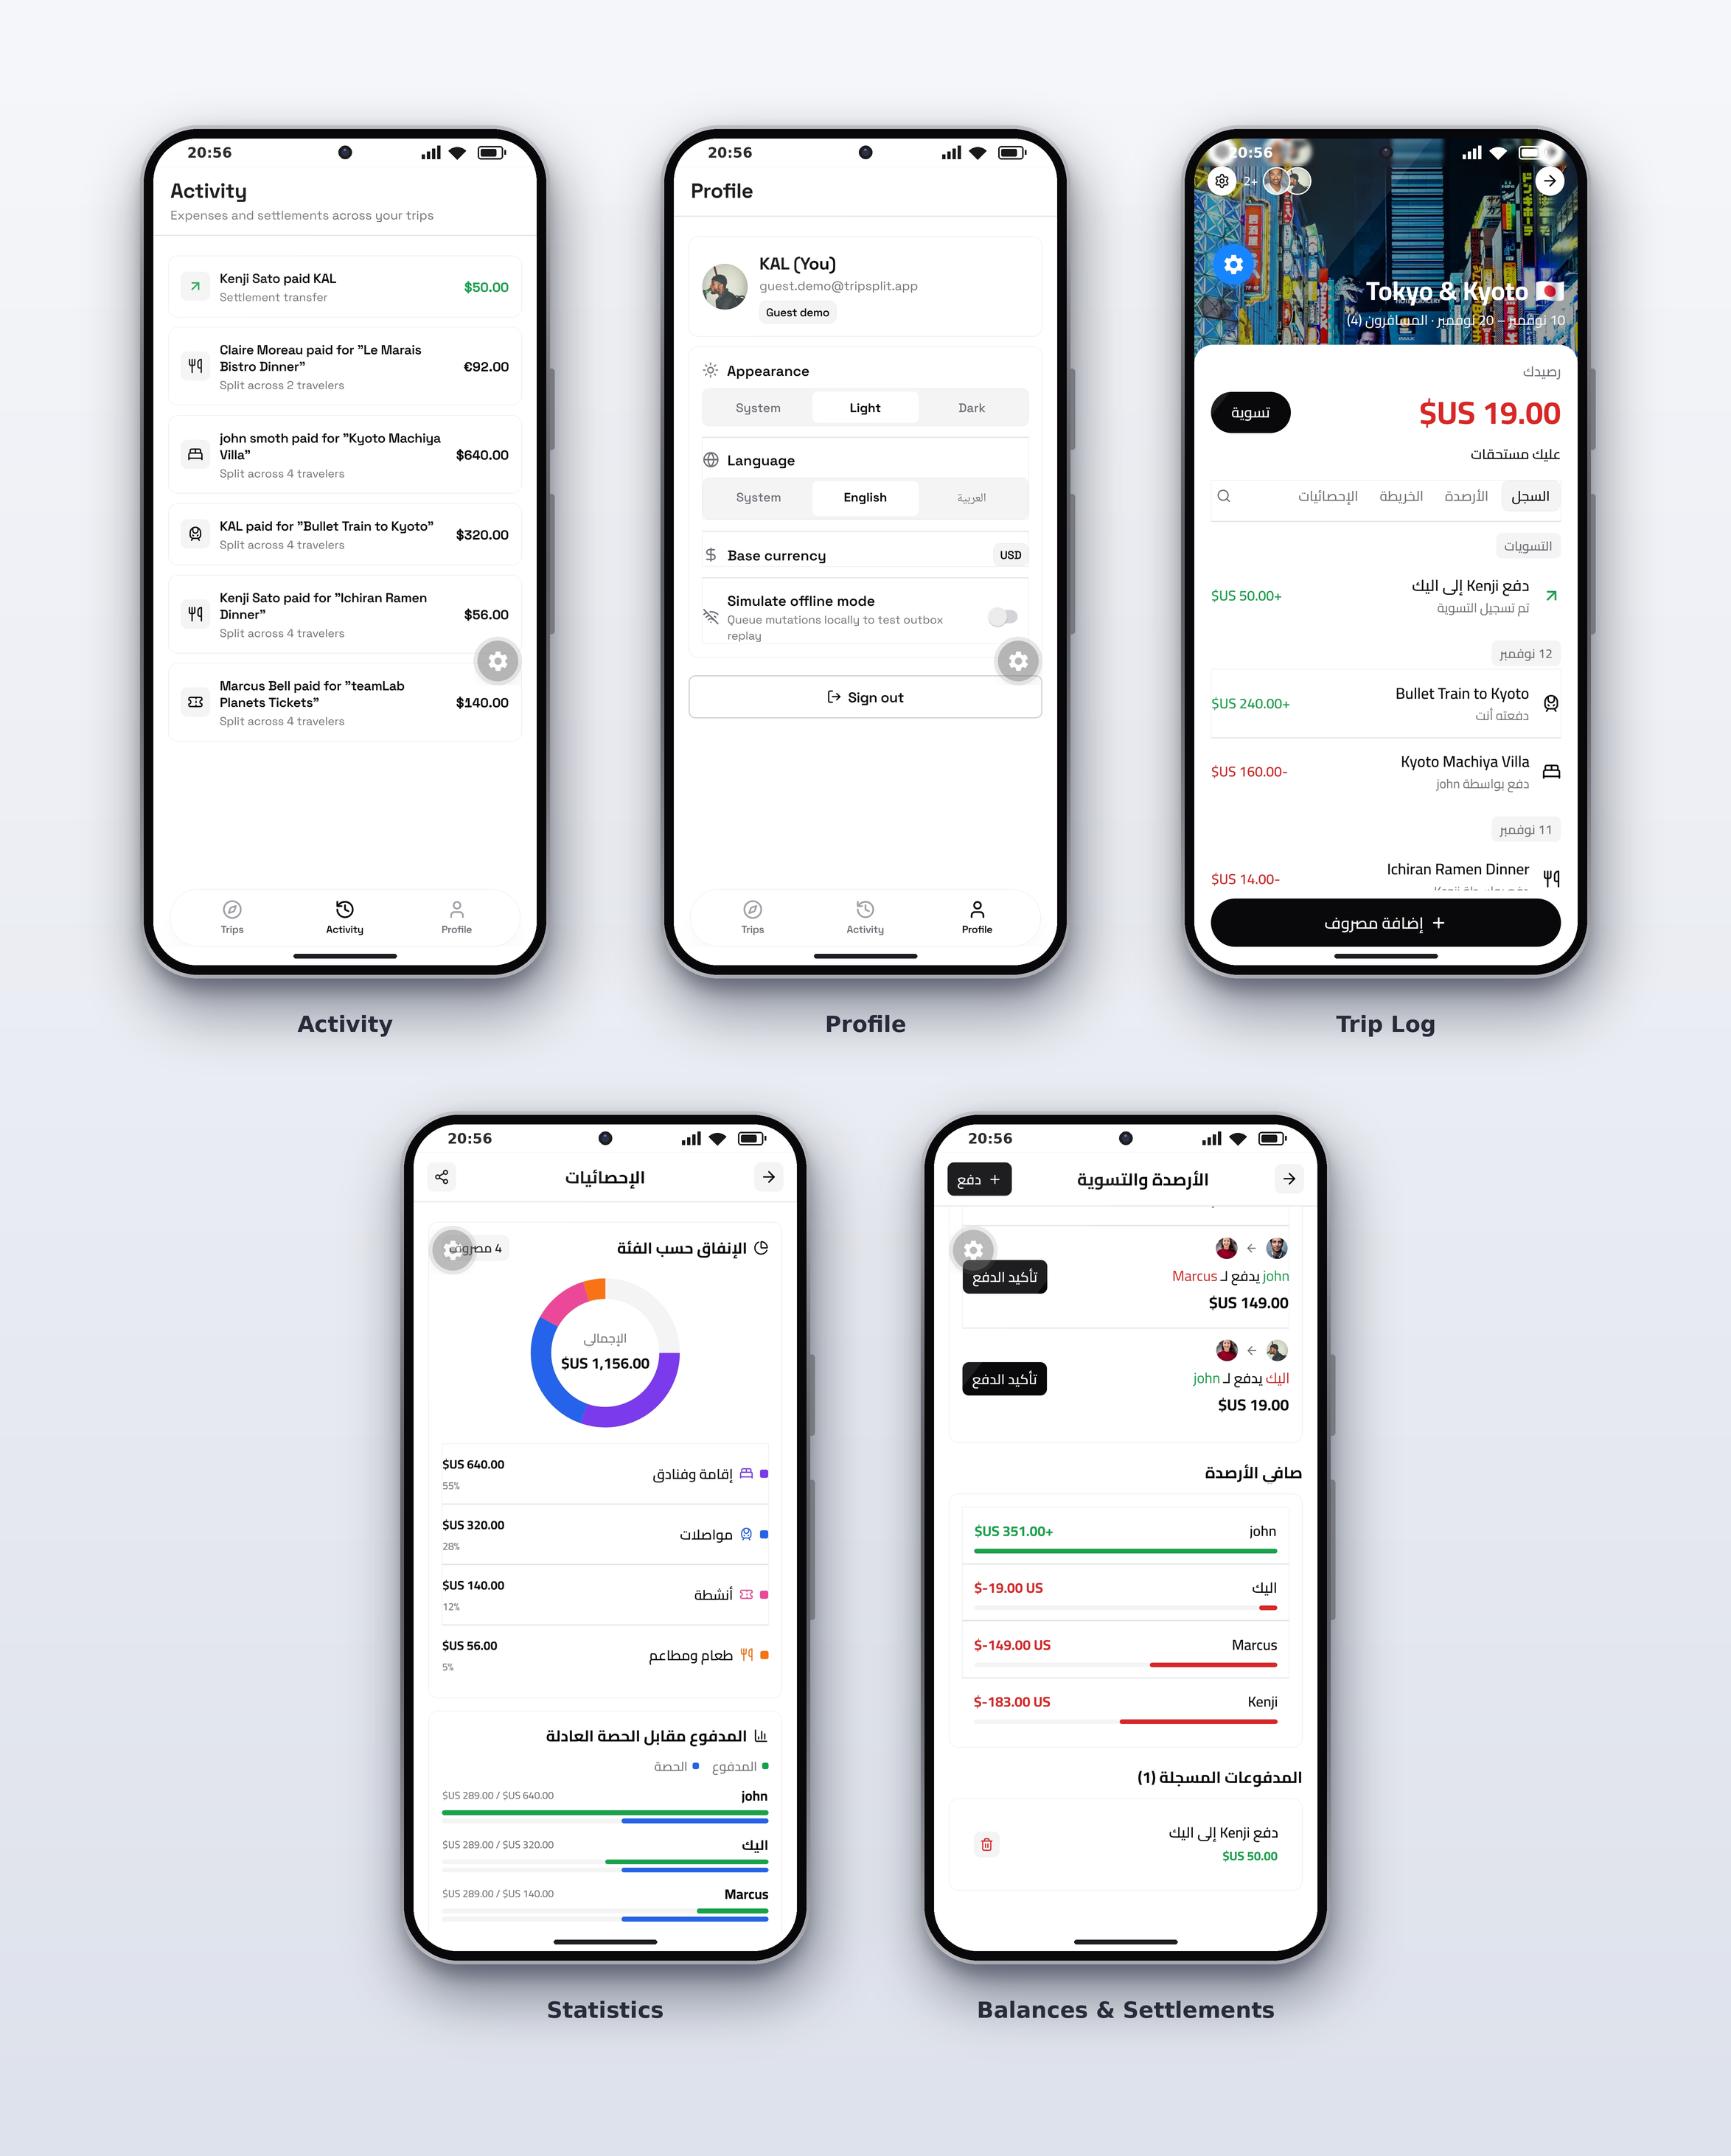 20:56
Activity
Expenses and settlements across your trips
Kenji Sato paid KAL
Settlement transfer
$50.00
Claire Moreau paid for "Le Marais
Bistro Dinner"
Split across 2 travelers
€92.00
john smoth paid for "Kyoto Machiya
Villa"
Split across 4 travelers
$640.00
KAL paid for "Bullet Train to Kyoto"
Split across 4 travelers
$320.00
Kenji Sato paid for "Ichiran Ramen
Dinner"
Split across 4 travelers
$56.00
Marcus Bell paid for "teamLab
Planets Tickets"
Split across 4 travelers
$140.00
Trips
Activity
Profile
Activity
20:56
Profile
KAL (You)
guest.demo@tripsplit.app
Guest demo
Appearance
System
Light
Dark
Language
System
English
العربية
Base currency
USD
Simulate offline mode
Queue mutations locally to test outbox
replay
Sign out
Trips
Activity
Profile
Profile
20:56
2+
Tokyo & Kyoto 🇯🇵
10 نوفمبر – 20 نوفمبر · المسافرون (4)
رصيدك
$US 19.00
تسوية
عليك مستحقات
السجل
الأرصدة
الخريطة
الإحصائيات
التسويات
دفع Kenji إلى اليك
تم تسجيل التسوية
$US 50.00+
12 نوفمبر
Bullet Train to Kyoto
دفعته أنت
$US 240.00+
Kyoto Machiya Villa
دفع بواسطة john
$US 160.00-
11 نوفمبر
Ichiran Ramen Dinner
$US 14.00-
+ إضافة مصروف
Trip Log
20:56
الإحصائيات
الإنفاق حسب الفئة
4 مصروف
الإجمالي
$US 1,156.00
إقامة وفنادق
$US 640.00
55%
مواصلات
$US 320.00
28%
أنشطة
$US 140.00
12%
طعام ومطاعم
$US 56.00
5%
المدفوع مقابل الحصة العادلة
المدفوع
الحصة
john
$US 289.00 / $US 640.00
اليك
$US 289.00 / $US 320.00
Marcus
$US 289.00 / $US 140.00
Statistics
20:56
الأرصدة والتسوية
+ دفع
john يدفع لـ Marcus
$US 149.00
تأكيد الدفع
اليك يدفع لـ john
$US 19.00
تأكيد الدفع
صافي الأرصدة
john
$US 351.00+
اليك
$-19.00 US
Marcus
$-149.00 US
Kenji
$-183.00 US
المدفوعات المسجلة (1)
دفع Kenji إلى اليك
$US 50.00
Balances & Settlements